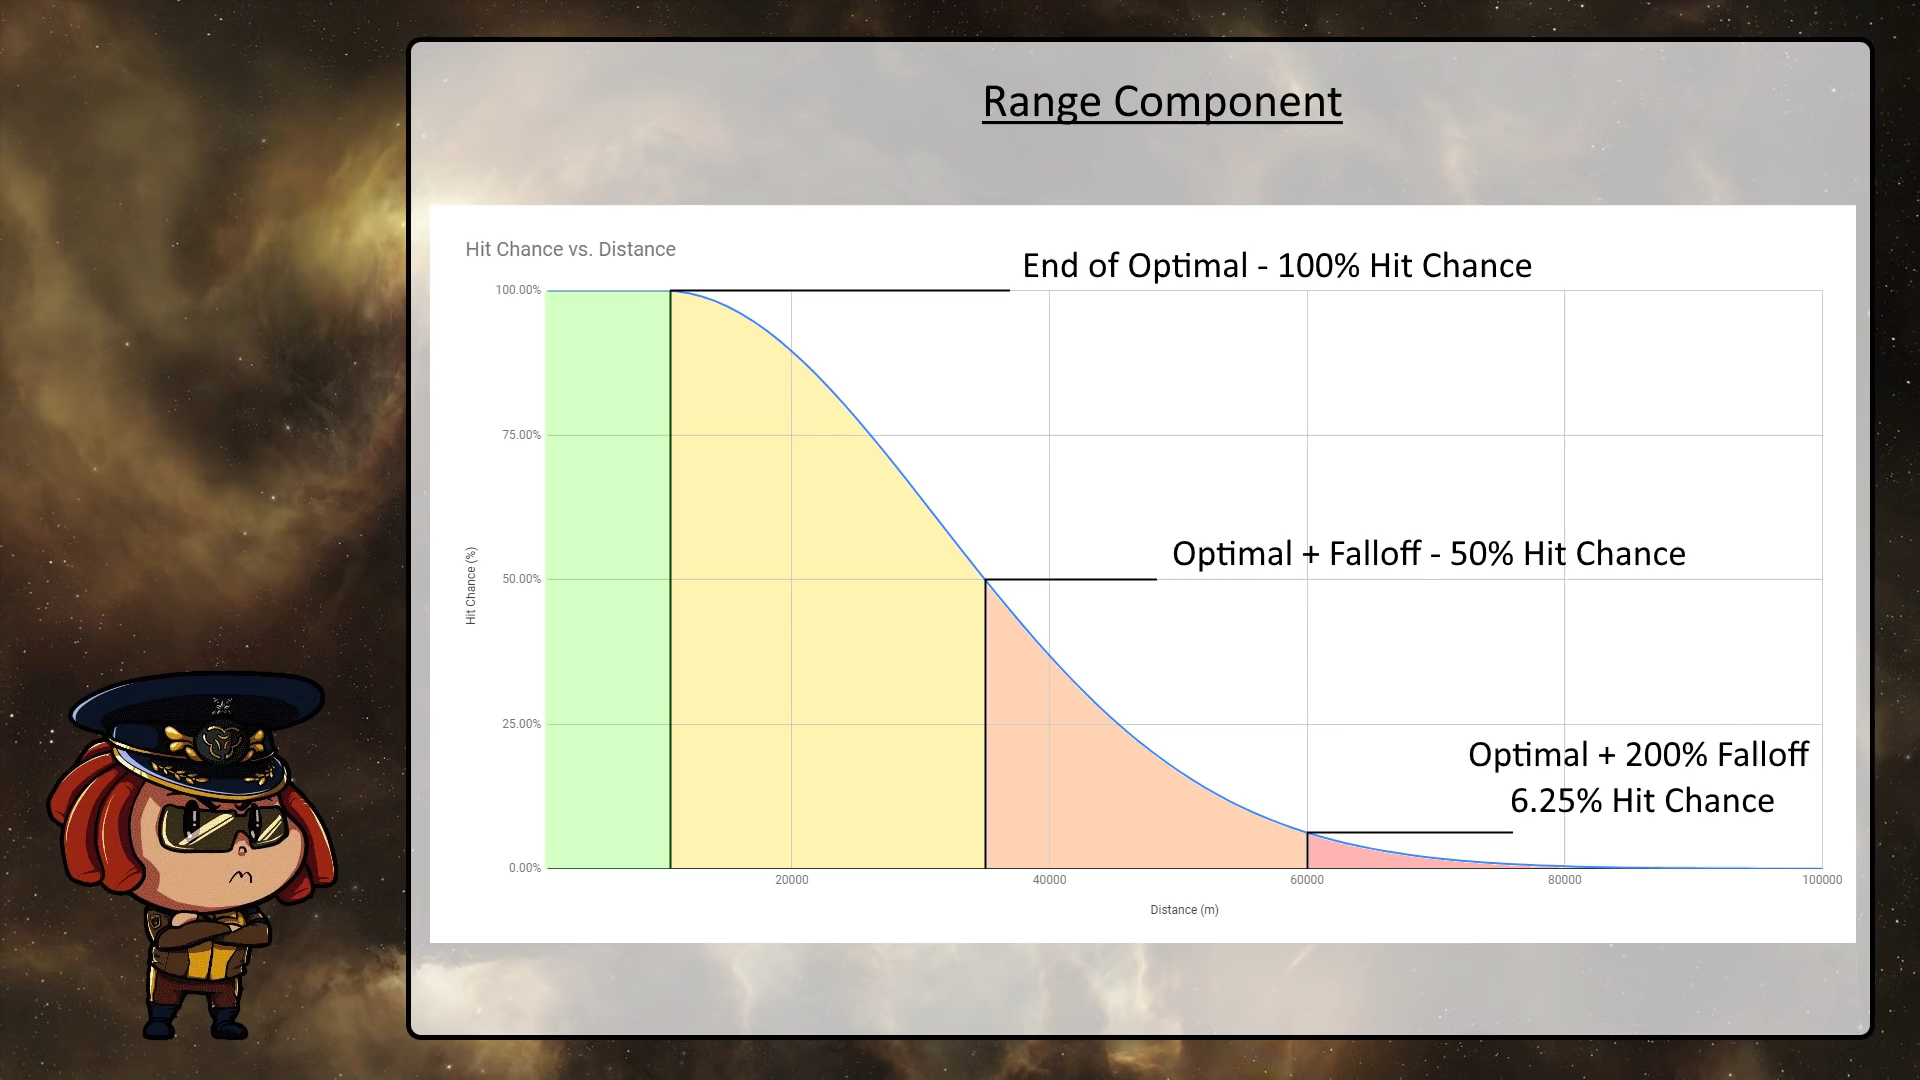 Range Component
Hit Chance vs. Distance
End of Optimal - 100% Hit Chance
100.00%
75.00%
Optimal + Falloff - 50% Hit Chance
50.00%
Hit Chance (%)
25.00%
Optimal + 200% Falloff
6.25% Hit Chance
0.00%
20000 40000 60000 80000 100000
Distance (m)